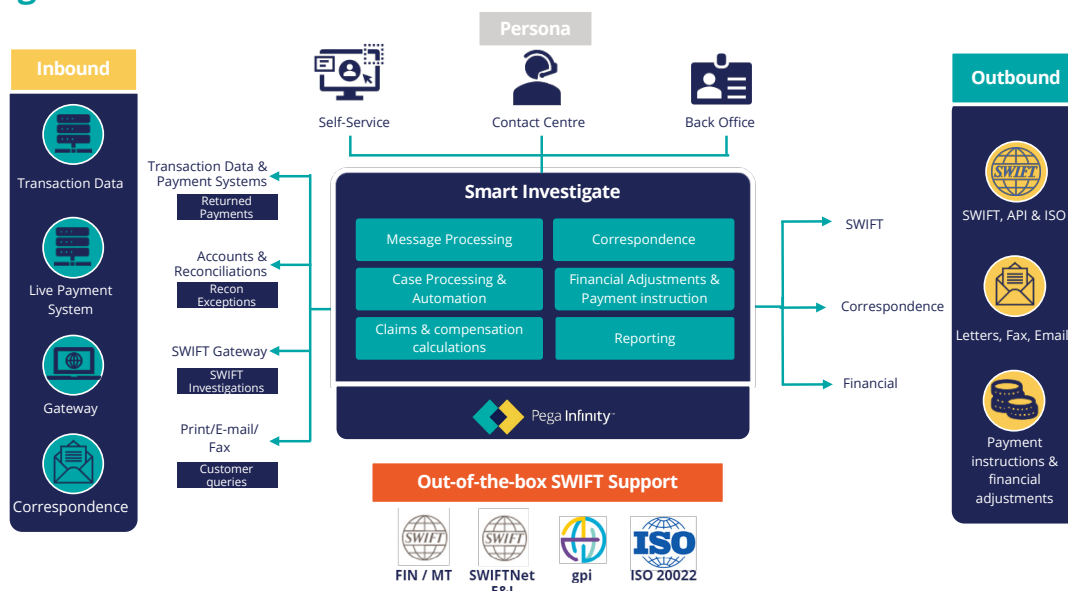 Persona
Inbound
Outbound
Self-Service
Contact Centre
Back Office
Transaction Data
Live Payment
System
Gateway
Correspondence
Transaction Data &
Payment Systems
Returned
Payments
Accounts &
Reconciliations
Recon
Exceptions
SWIFT Gateway
SWIFT
Investigations
Print/E-mail/
Fax
Customer
queries
Smart Investigate
Message Processing
Correspondence
Case Processing &
Automation
Financial Adjustments &
Payment instruction
Claims & compensation
calculations
Reporting
Pega Infinity
SWIFT
Correspondence
Financial
SWIFT
SWIFT, API & ISO
Letters, Fax, Email
Payment
instructions &
financial
adjustments
Out-of-the-box SWIFT Support
SWIFT
SWIFT
ISO
FIN / MT
SWIFTNet
E&I
gpi
ISO 20022